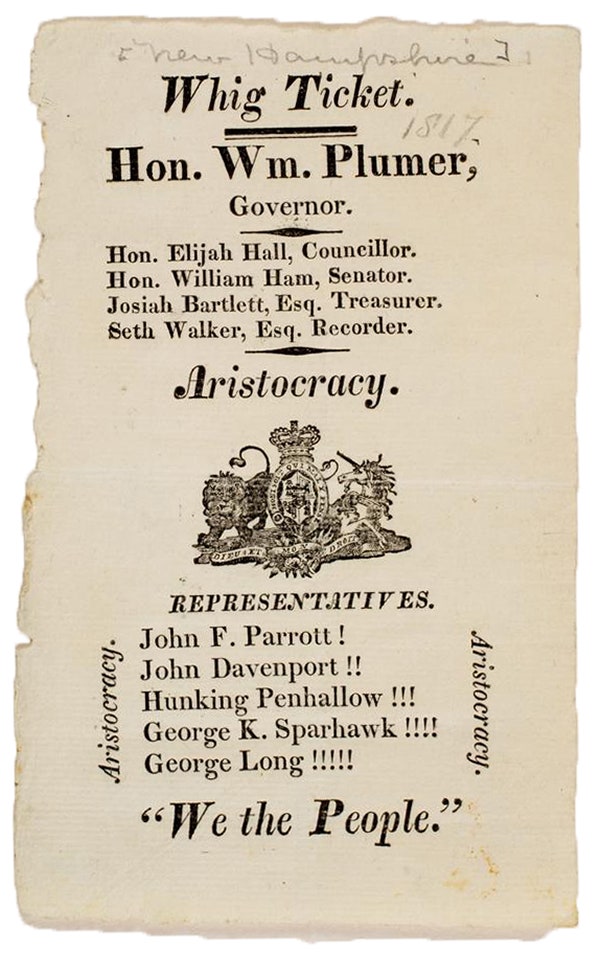 [New Hampshire]
Whig Ticket.
1817
Hon. Wm. Plumer,
Governor.
Hon. Elijah Hall, Councillor.
Hon. William Ham, Senator.
Josiah Bartlett, Esq. Treasurer.
Seth Walker, Esq. Recorder.
Aristocracy.
DIEU ET MON DROIT
REPRESENTATIVES.
Aristocracy.
John F. Parrott !
John Davenport !!
Hunking Penhallow !!!
George K. Sparhawk !!!!
George Long !!!!!
Aristocracy.
“We the People.”